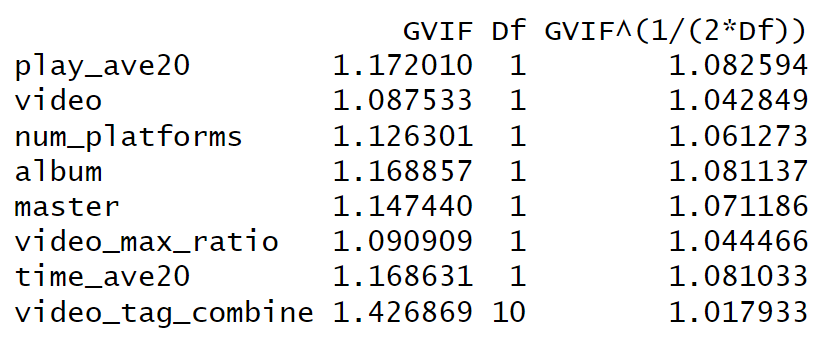 GVIF Df GVIF^(1/(2*Df))
play_ave20 1.172010 1 1.082594
video 1.087533 1 1.042849
num_platforms 1.126301 1 1.061273
album 1.168857 1 1.081137
master 1.147440 1 1.071186
video_max_ratio 1.090909 1 1.044466
time_ave20 1.168631 1 1.081033
video_tag_combine 1.426869 10 1.017933